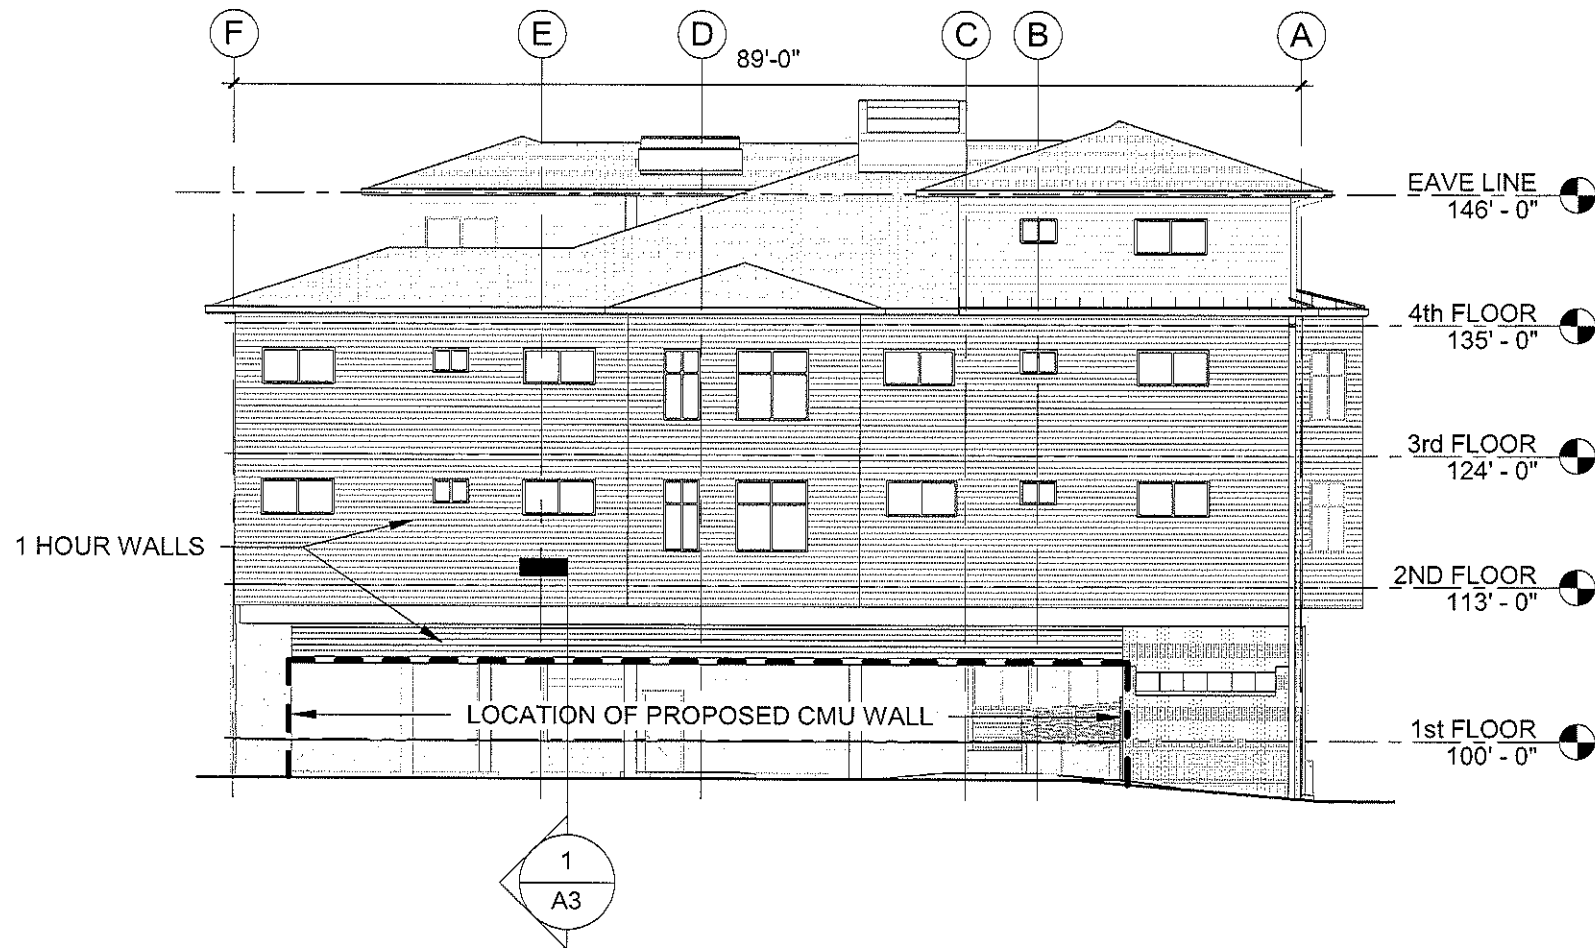 F E D C B A
89'-0"
EAVE LINE
146' - 0"
4th FLOOR
135' - 0"
3rd FLOOR
124' - 0"
1 HOUR WALLS
2ND FLOOR
113' - 0"
LOCATION OF PROPOSED CMU WALL
1st FLOOR
100' - 0"
1
A3